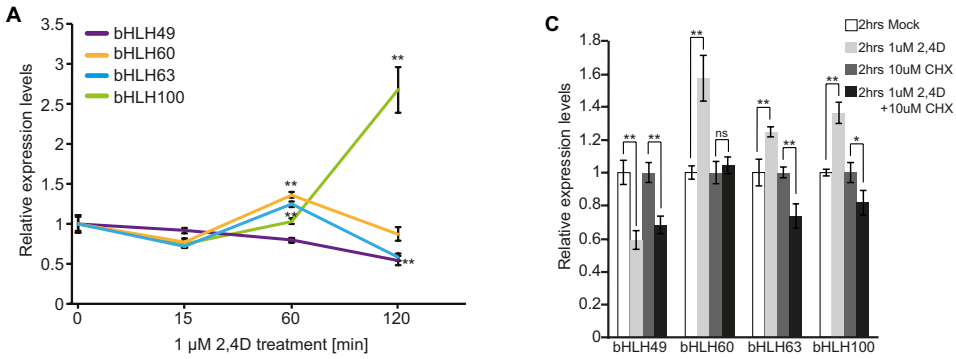 A
Relative expression levels
3.5
3
2.5
2
1.5
1
0.5
0
bHLH49
bHLH60
bHLH63
bHLH100
**
**
**
**
0 15 60 120
1 µM 2,4D treatment [min]
C
Relative expression levels
1.8
1.6
1.4
1.2
1
0.8
0.6
0.4
0.2
0
2hrs Mock
2hrs 1uM 2,4D
2hrs 10uM CHX
2hrs 1uM 2,4D
+10uM CHX
** **
** ns
** **
** *
bHLH49 bHLH60 bHLH63 bHLH100